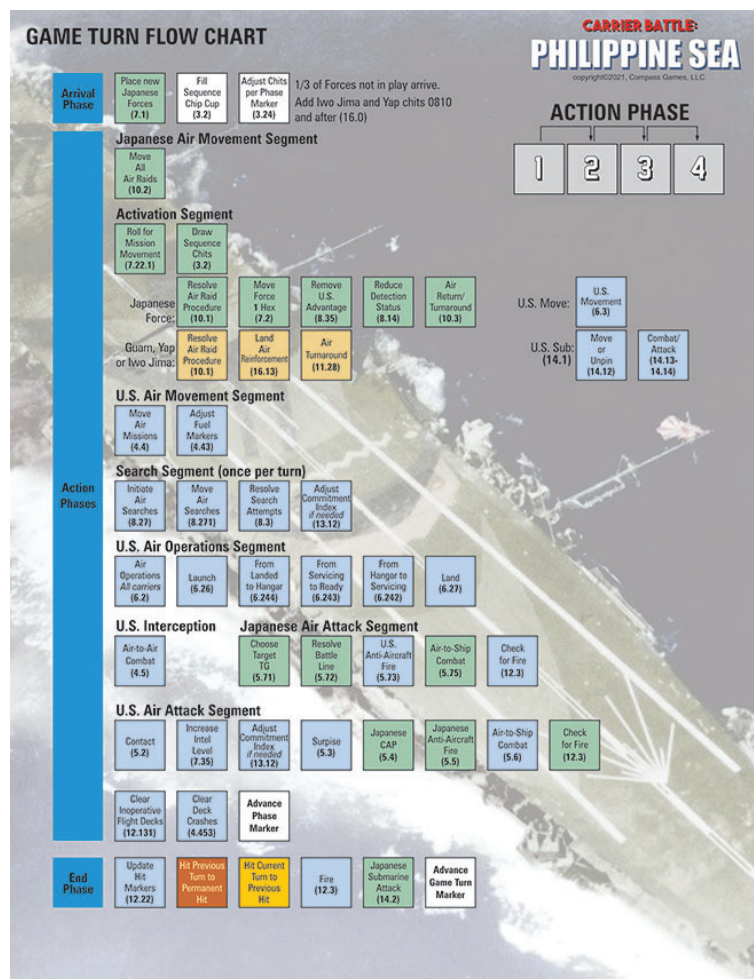 GAME TURN FLOW CHART
CARRIER BATTLE:
PHILIPPINE SEA
copyright©2021, Compass Games, LLC
Arrival
Phase
Place new
Japanese
Forces
(7.1)
Fill
Sequence
Chip Cup
(3.2)
Adjust Chits
per Phase
Marker
(3.24)
1/3 of Forces not in play arrive.
Add Iwo Jima and Yap chits 0810
and after (16.0)
ACTION PHASE
1
2
3
4
Action
Phases
Japanese Air Movement Segment
Move
All
Air Raids
(10.2)
Activation Segment
Roll for
Mission
Movement
(7.22.1)
Draw
Sequence
Chits
(3.2)
Japanese
Force:
Resolve
Air Raid
Procedure
(10.1)
Move
Force
1 Hex
(7.2)
Remove
U.S.
Advantage
(8.35)
Reduce
Detection
Status
(8.14)
Air
Return/
Turnaround
(10.3)
U.S. Move:
U.S.
Movement
(6.3)
Guam, Yap
or Iwo Jima:
Resolve
Air Raid
Procedure
(10.1)
Land
Air
Reinforcement
(16.13)
Air
Turnaround
(11.28)
U.S. Sub:
(14.1)
Move
or
Unpin
(14.12)
Combat/
Attack
(14.13-
14.14)
U.S. Air Movement Segment
Move
Air
Missions
(4.4)
Adjust
Fuel
Markers
(4.43)
Search Segment (once per turn)
Initiate
Air
Searches
(8.27)
Move
Air
Searches
(8.271)
Resolve
Search
Attempts
(8.3)
Adjust
Commitment
Index
if needed
(13.12)
U.S. Air Operations Segment
Air
Operations
All carriers
(6.2)
Launch
(6.26)
From
Landed
to Hangar
(6.244)
From
Servicing
to Ready
(6.243)
From
Hangar to
Servicing
(6.242)
Land
(6.27)
U.S. Interception
Air-to-Air
Combat
(4.5)
Japanese Air Attack Segment
Choose
Target
TG
(5.71)
Resolve
Battle
Line
(5.72)
U.S.
Anti-Aircraft
Fire
(5.73)
Air-to-Ship
Combat
(5.75)
Check
for Fire
(12.3)
U.S. Air Attack Segment
Contact
(5.2)
Increase
Intel
Level
(7.35)
Adjust
Commitment
Index
if needed
(13.12)
Surpise
(5.3)
Japanese
CAP
(5.4)
Japanese
Anti-Aircraft
Fire
(5.5)
Air-to-Ship
Combat
(5.6)
Check
for Fire
(12.3)
Clear
Inoperative
Flight Decks
(12.131)
Clear
Deck
Crashes
(4.453)
Advance
Phase
Marker
End
Phase
Update
Hit
Markers
(12.22)
Hit Previous
Turn to
Permanent
Hit
Hit Current
Turn to
Previous
Hit
Fire
(12.3)
Japanese
Submarine
Attack
(14.2)
Advance
Game Turn
Marker